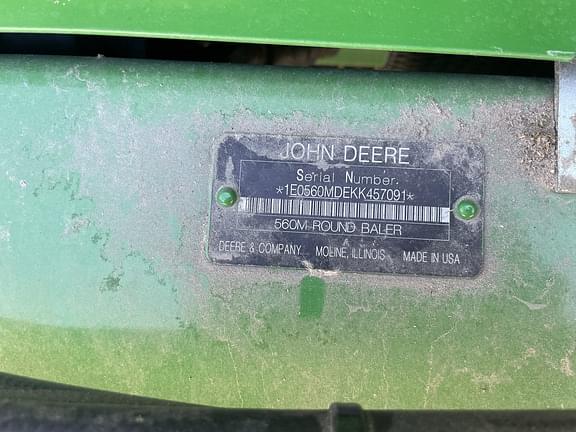 JOHN DEERE
Serial Number.
*1E0560MDEKK457091*
560M ROUND BALER
DEERE & COMPANY MOLINE, ILLINOIS MADE IN USA